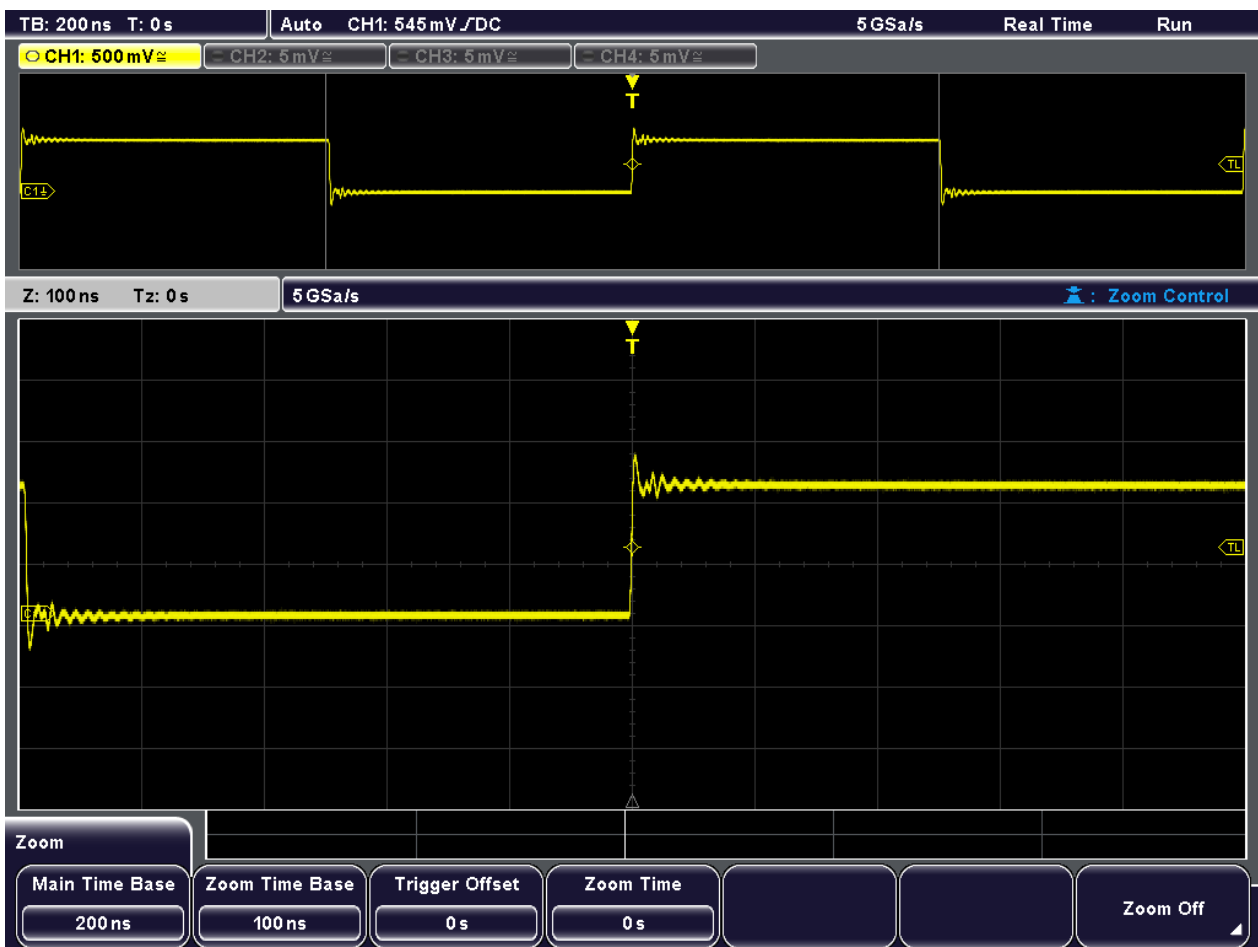 TB: 200 ns T: 0 s Auto CH1: 545 mV DC 5 GSa/s Real Time Run
CH1: 500 mV ≅ CH2: 5 mV ≅ CH3: 5 mV ≅ CH4: 5 mV ≅
T
TL
C1
Z: 100 ns Tz: 0 s 5 GSa/s : Zoom Control
T
TL
Zoom
Main Time Base Zoom Time Base Trigger Offset Zoom Time
200 ns 100 ns 0 s 0 s Zoom Off